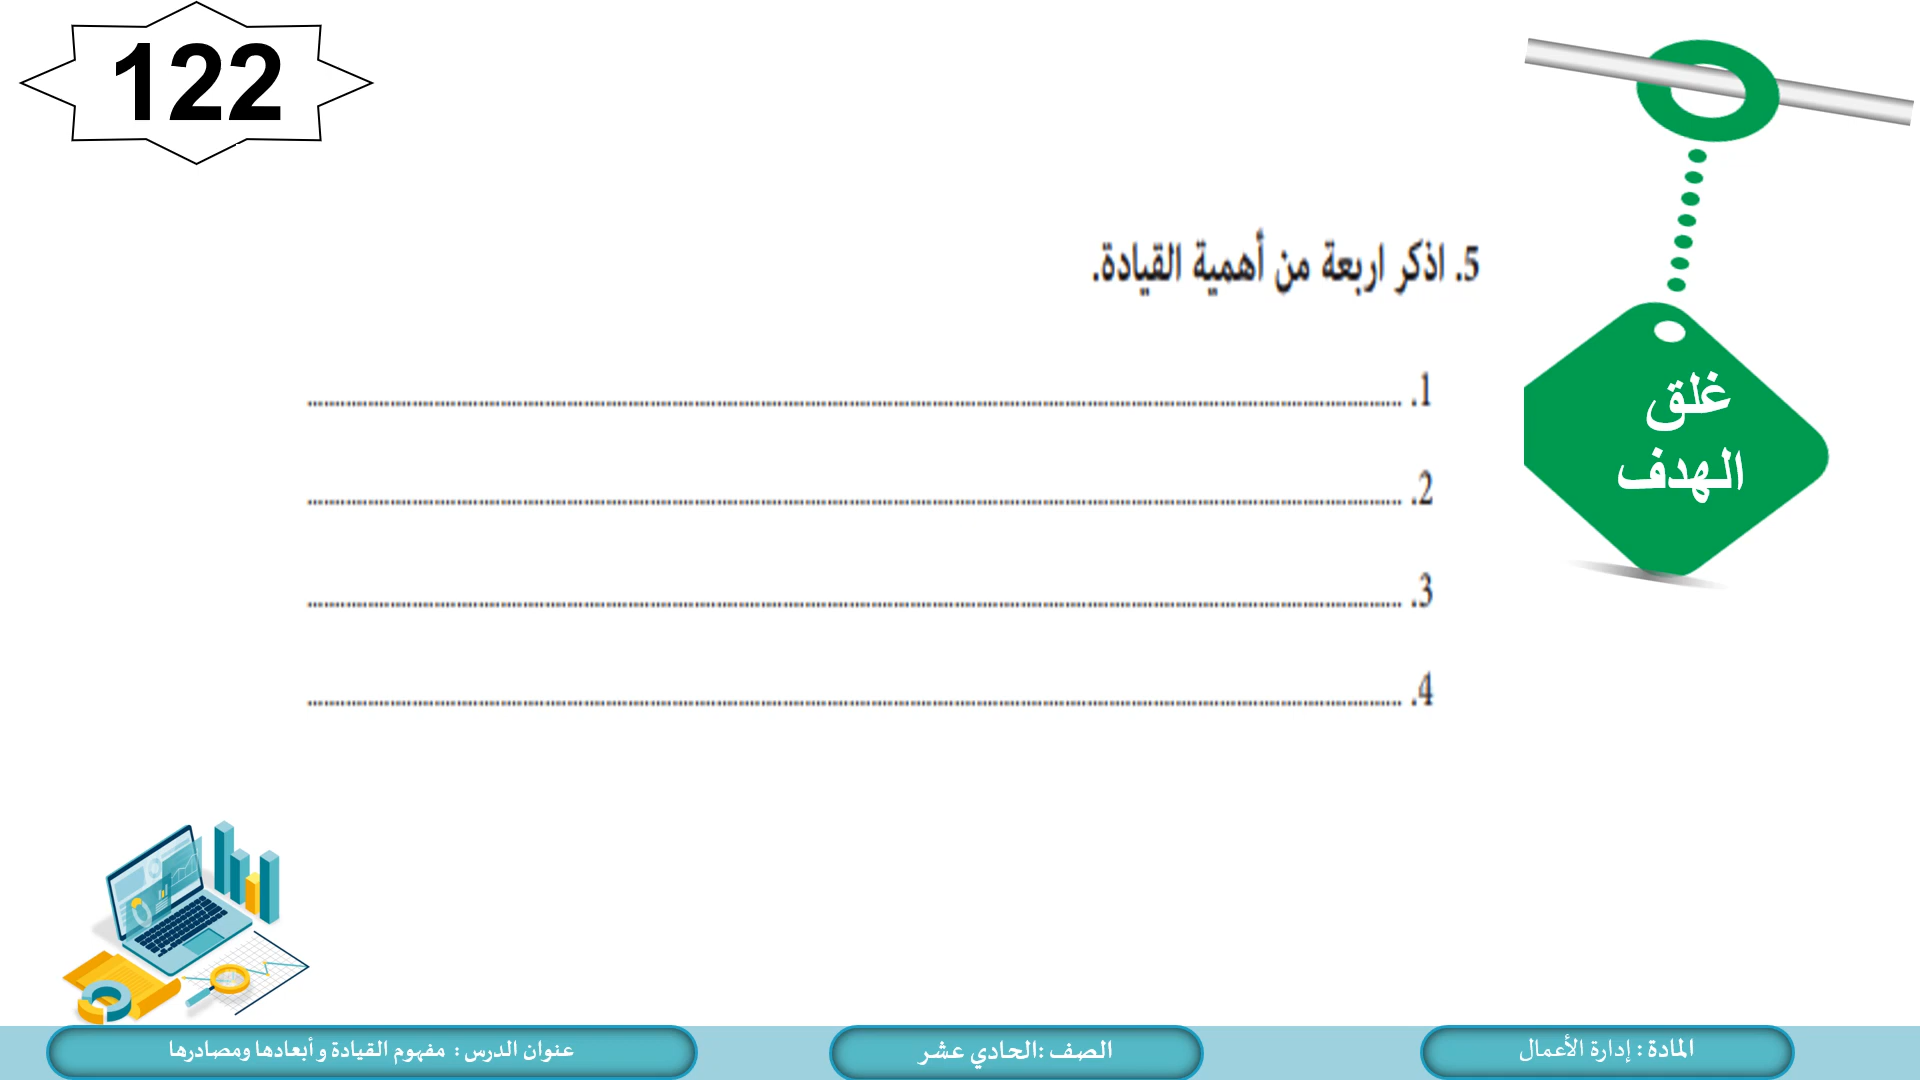 122
5. اذكر اربعة من أهمية القيادة.
غلق
الهدف
1. ........................................
2. ........................................
3. ........................................
4. ........................................
المادة : إدارة الأعمال
الصف :الحادي عشر
عنوان الدرس : مفهوم القيادة و أبعادها ومصادرها